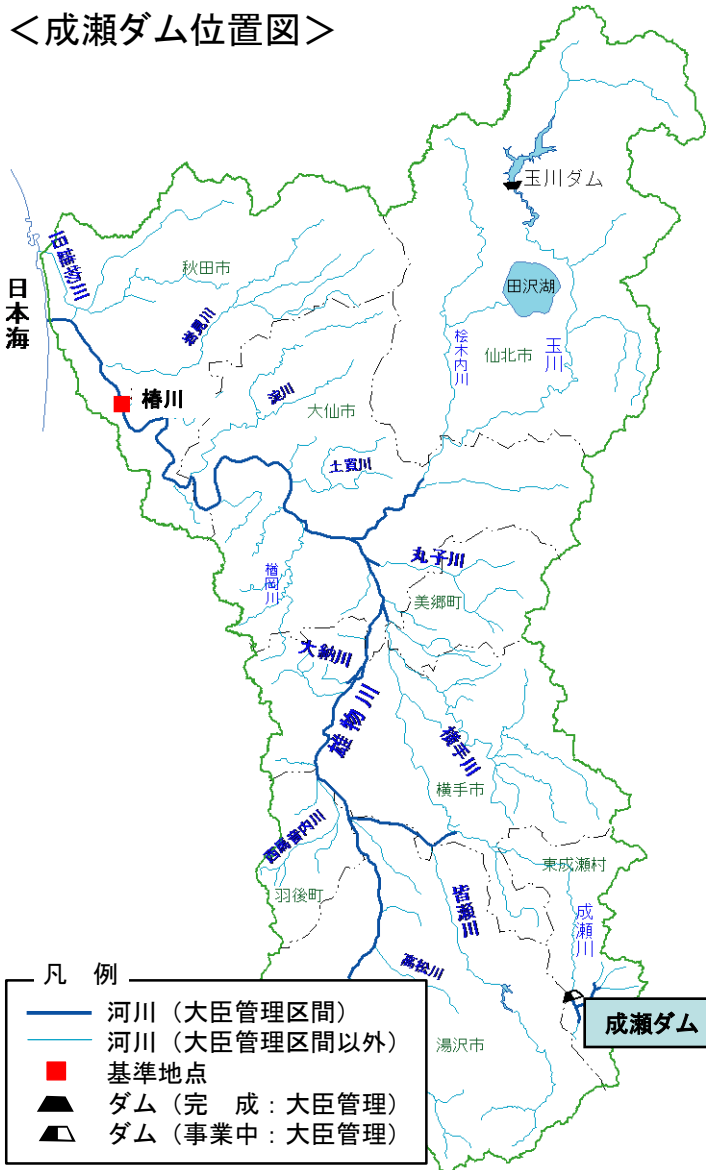 ＜成瀬ダム位置図＞
玉川ダム
旧雄物川
秋田市
日本海
田沢湖
岩見川
桧木内川
仙北市
玉川
椿川
淀川
大仙市
土買川
丸子川
楢岡川
美郷町
大納川
雄物川
横手川
横手市
西馬音内川
東成瀬村
羽後町
皆瀬川
成瀬川
高松川
成瀬ダム
湯沢市
凡 例
河川（大臣管理区間）
河川（大臣管理区間以外）
基準地点
ダム（完 成：大臣管理）
ダム（事業中：大臣管理）